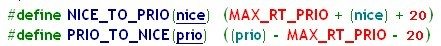 #define NICE_TO_PRIO(nice) (MAX_RT_PRIO + (nice) + 20)
#define PRIO_TO_NICE(prio) ((prio) - MAX_RT_PRIO - 20)